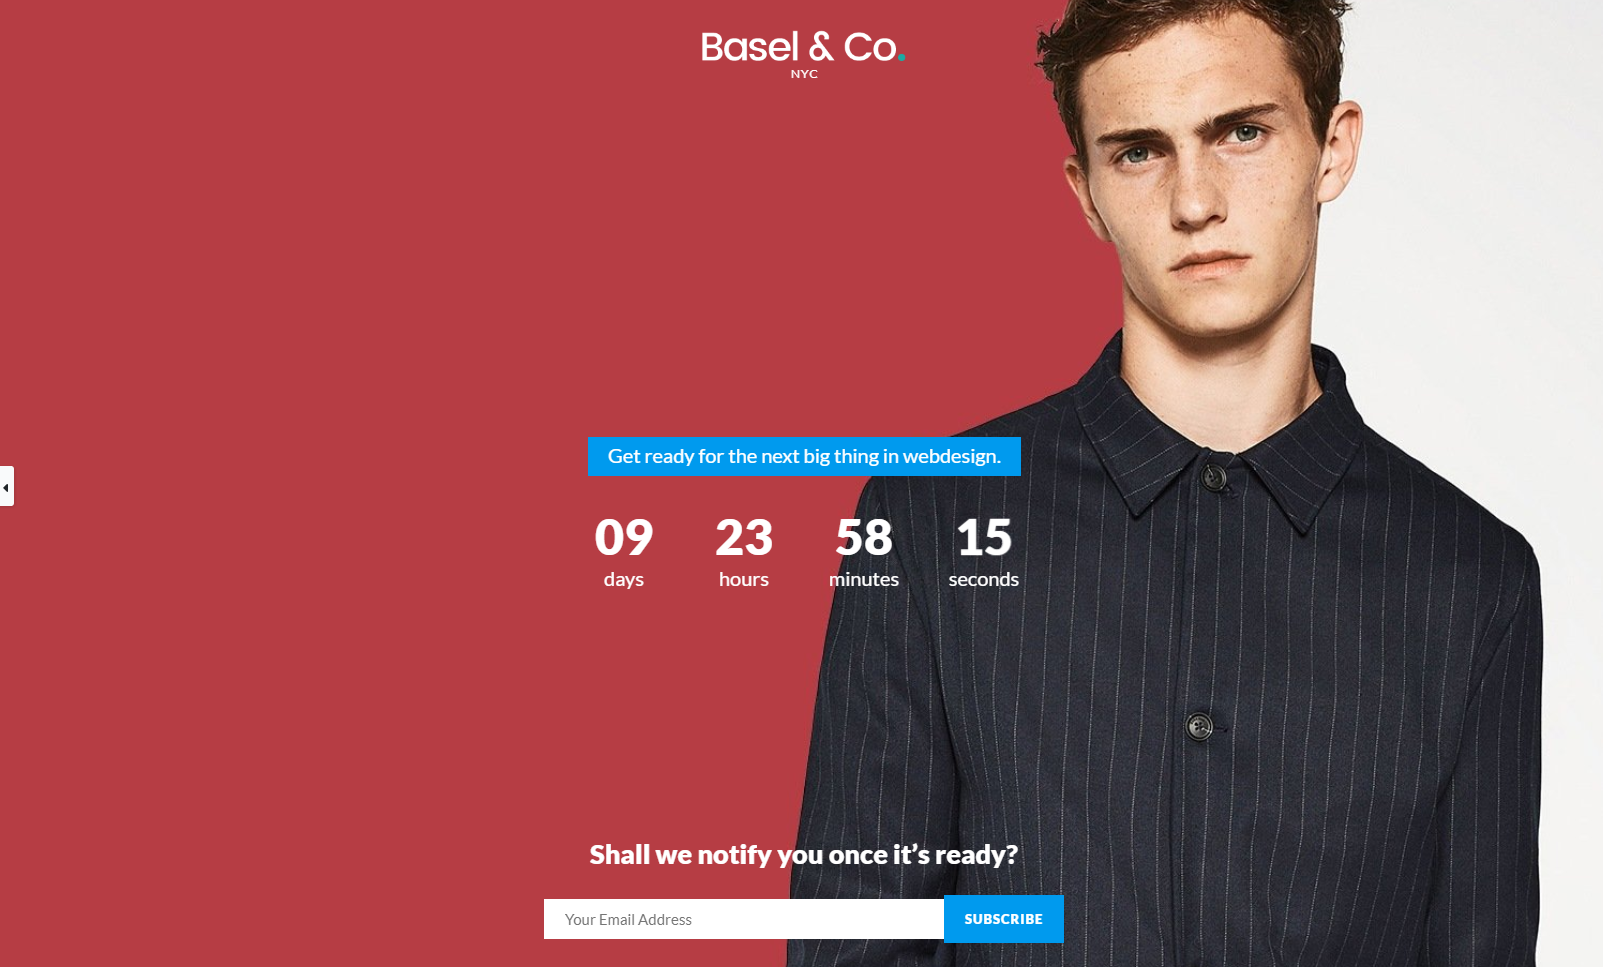 Basel & Co.
NYC
Get ready for the next big thing in webdesign.
09 23 58 15
days hours minutes seconds
Shall we notify you once it’s ready?
Your Email Address SUBSCRIBE